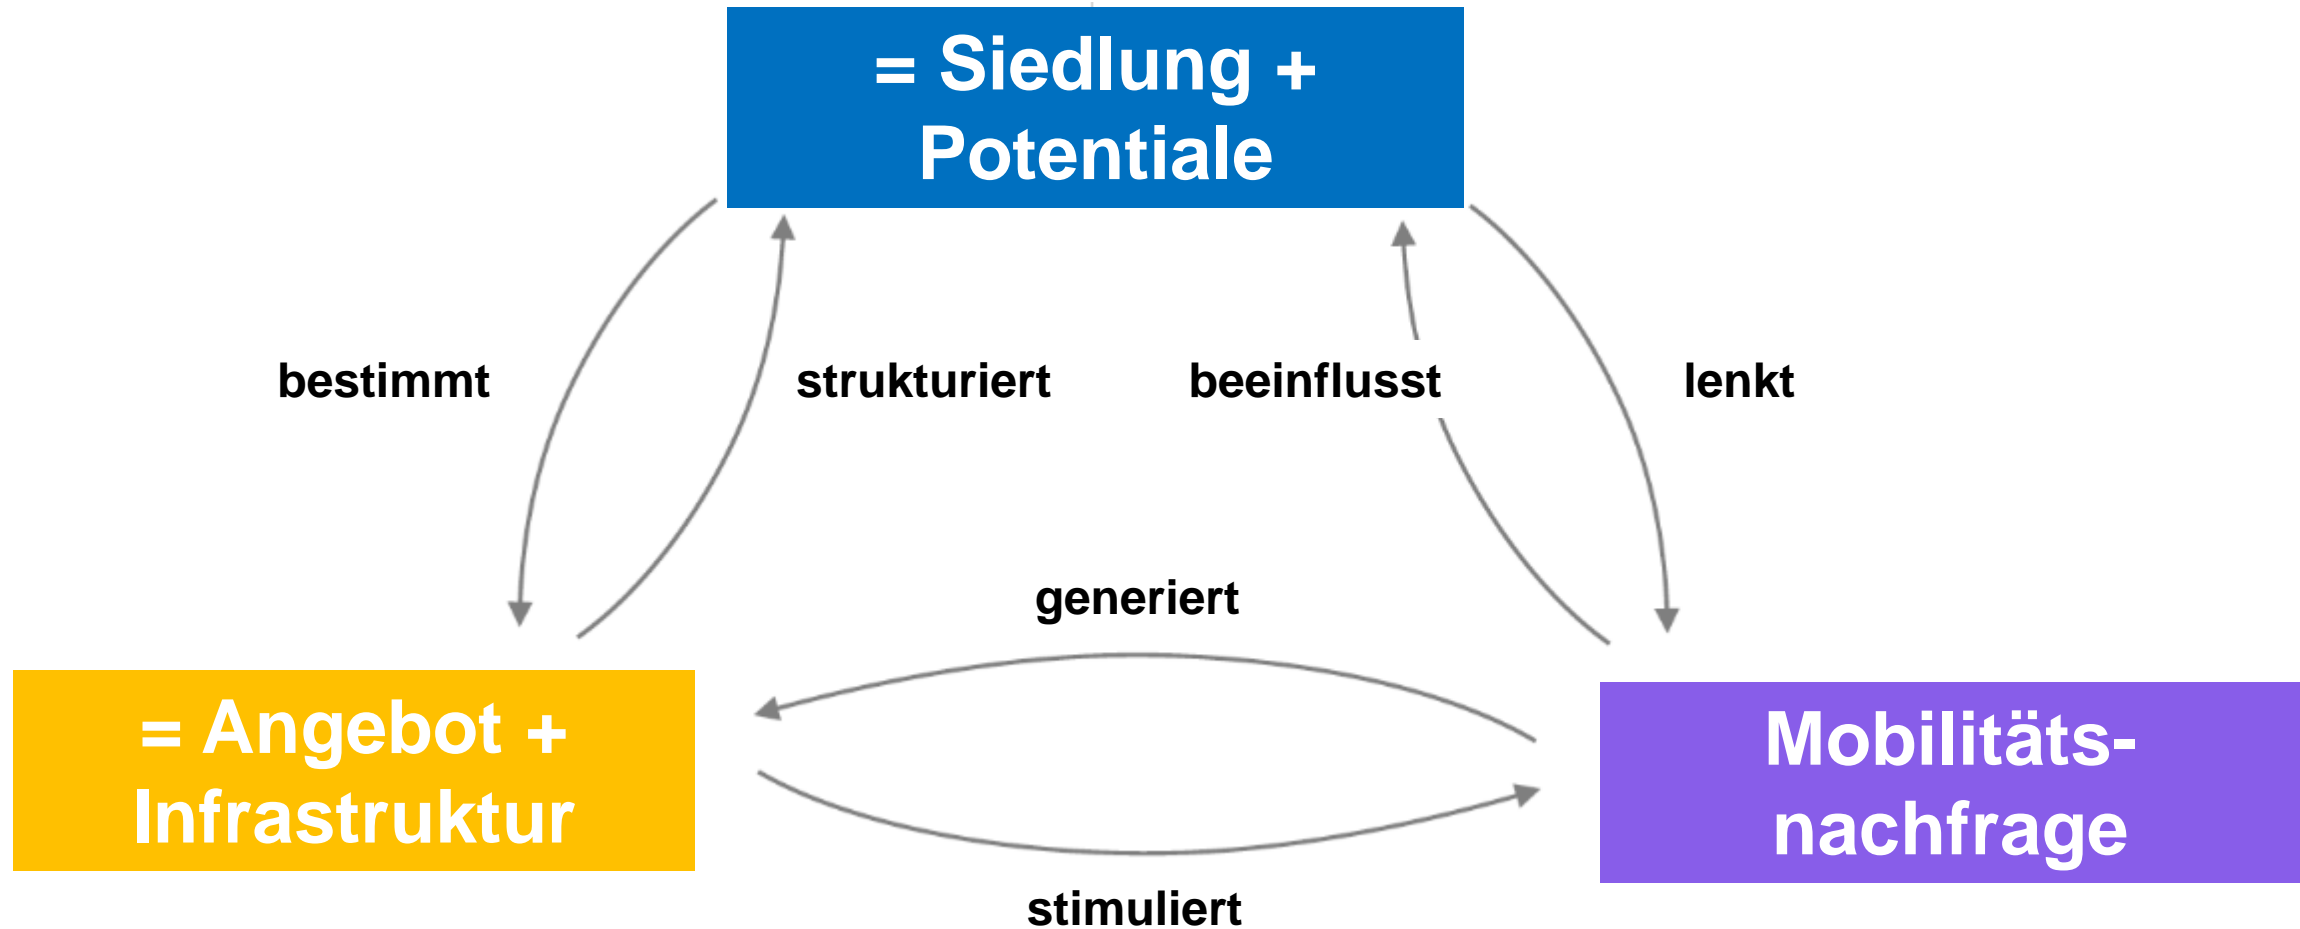 = Siedlung +
Potentiale
bestimmt
strukturiert
beeinflusst
lenkt
generiert
= Angebot +
Infrastruktur
Mobilitäts-
nachfrage
stimuliert